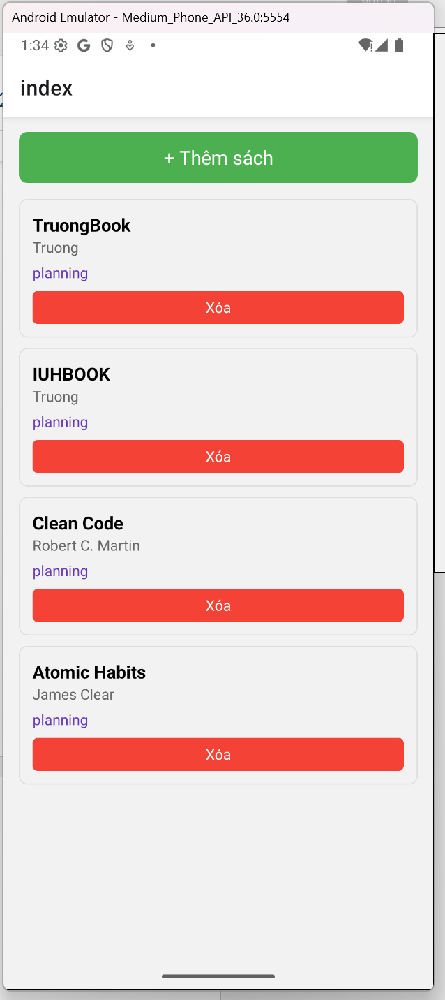 Android Emulator - Medium_Phone_API_36.0:5554
1:34
index
+ Thêm sách
TruongBook
Truong
planning
Xóa
IUHBOOK
Truong
planning
Xóa
Clean Code
Robert C. Martin
planning
Xóa
Atomic Habits
James Clear
planning
Xóa